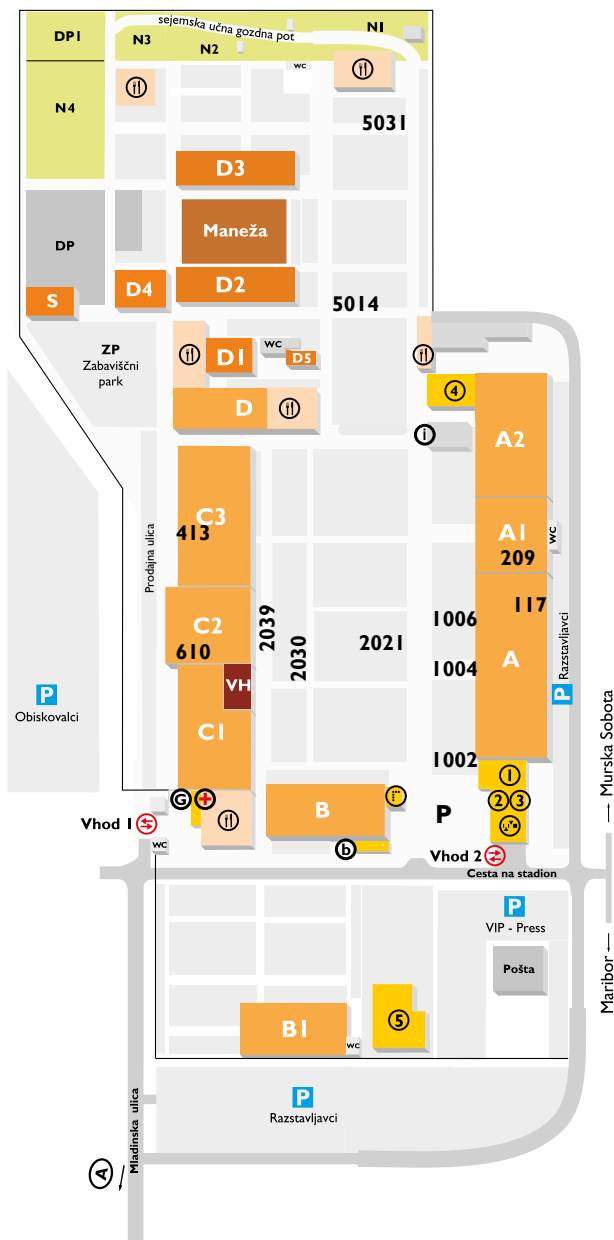 sejemska učna gozdna pot
N1
DP1
N3
N2
WC
N4
5031
D3
Maneža
DP
D2
D4
S
5014
ZP
Zabaviščni
park
D1
WC
D5
D
4
i
A2
C3
413
A1
WC
209
Prodajna ulica
C2
610
2039
2030
2021
1006
1004
117
A
Razstavljavci
P
VH
P
Obiskovalci
C1
1002
1
2
3
G
B
P
Vhod 1
b
Vhod 2
WC
Cesta na stadion
Murska Sobota
Maribor
P
VIP - Press
Pošta
B1
WC
5
P
Razstavljavci
Mladinska ulica
A